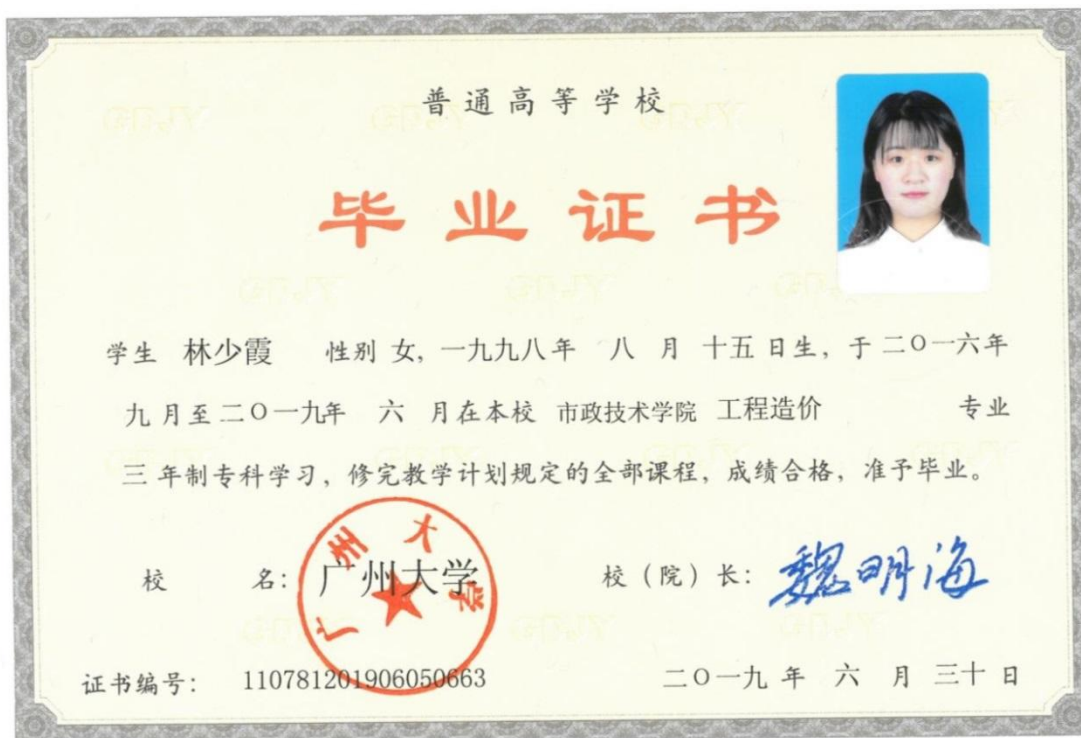 普通高等学校
毕业证书
学生 林少霞 性别 女, 一九九八年 八 月 十五 日生, 于 二〇一六年
九 月至 二〇一九年 六 月在本校 市政技术学院 工程造价 专业
三 年制专科学习, 修完教学计划规定的全部课程, 成绩合格, 准予毕业。
校 名: 广州大学
广州大学
校(院)长: 魏明海
证书编号: 110781201906050663
二〇一九 年 六 月 三十 日